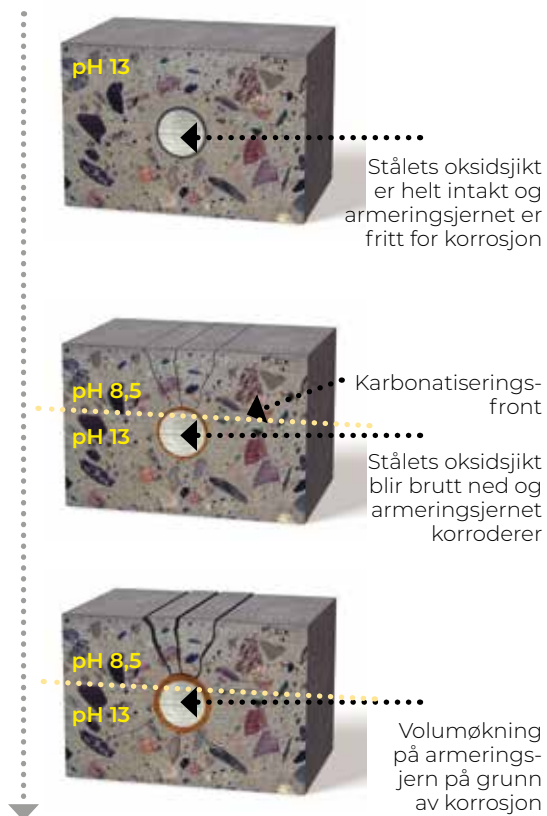 pH 13
Stålets oksidsjikt
er helt intakt og
armeringsjernet er
fritt for korrosjon
pH 8,5
pH 13
Karbonatiserings-
front
Stålets oksidsjikt
blir brutt ned og
armeringsjernet
korroderer
pH 8,5
pH 13
Volumøkning
på armerings-
jern på grunn
av korrosjon